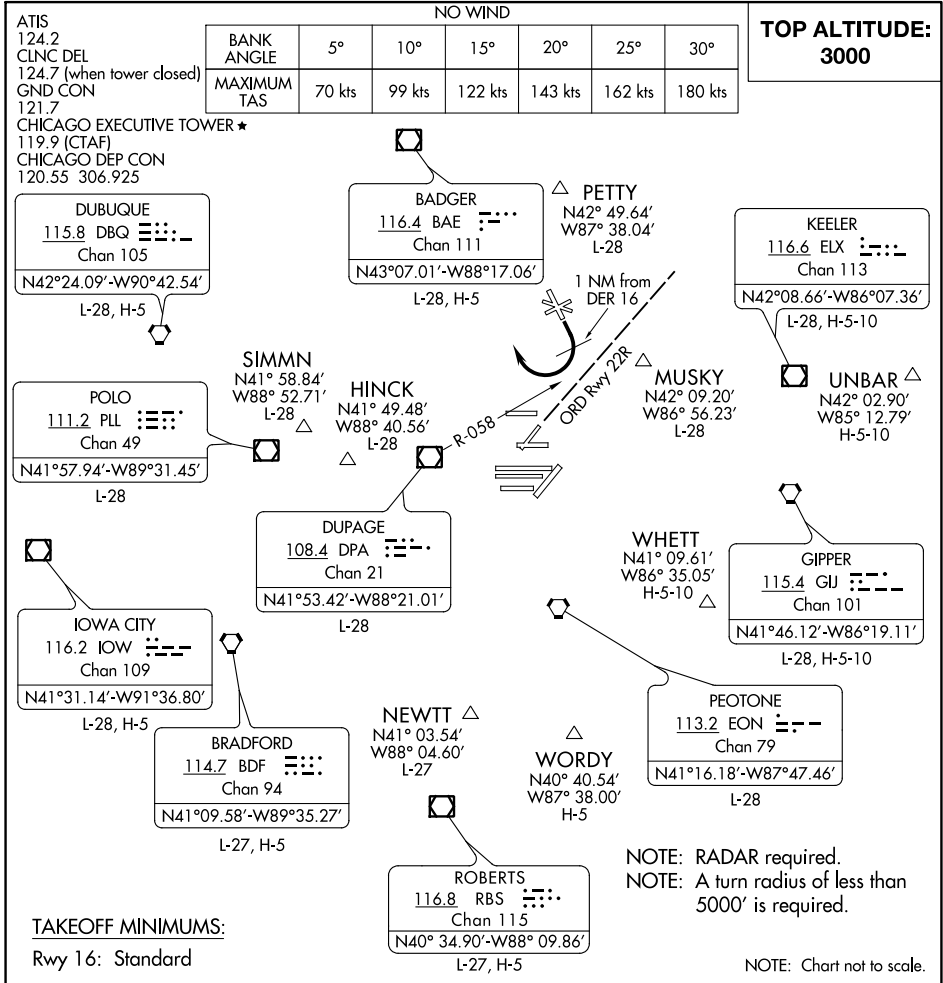 ATIS
124.2
CLNC DEL
124.7 (when tower closed)
GND CON
121.7
CHICAGO EXECUTIVE TOWER ★
119.9 (CTAF)
CHICAGO DEP CON
120.55 306.925
NO WIND
BANK ANGLE 5° 10° 15° 20° 25° 30°
MAXIMUM TAS 70 kts 99 kts 122 kts 143 kts 162 kts 180 kts
TOP ALTITUDE:
3000
DUBUQUE
115.8 DBQ
Chan 105
N42°24.09'-W90°42.54'
L-28, H-5
BADGER
116.4 BAE
Chan 111
N43°07.01'-W88°17.06'
L-28, H-5
PETTY
N42° 49.64'
W87° 38.04'
L-28
KEELER
116.6 ELX
Chan 113
N42°08.66'-W86°07.36'
L-28, H-5-10
1 NM from
DER 16
ORD Rwy 22R
R-058
SIMMN
N41° 58.84'
W88° 52.71'
L-28
HINCK
N41° 49.48'
W88° 40.56'
L-28
MUSKY
N42° 09.20'
W86° 56.23'
L-28
UNBAR
N42° 02.90'
W85° 12.79'
H-5-10
POLO
111.2 PLL
Chan 49
N41°57.94'-W89°31.45'
L-28
DUPAGE
108.4 DPA
Chan 21
N41°53.42'-W88°21.01'
L-28
WHETT
N41° 09.61'
W86° 35.05'
H-5-10
GIPPER
115.4 GIJ
Chan 101
N41°46.12'-W86°19.11'
L-28, H-5-10
IOWA CITY
116.2 IOW
Chan 109
N41°31.14'-W91°36.80'
L-28, H-5
BRADFORD
114.7 BDF
Chan 94
N41°09.58'-W89°35.27'
L-27, H-5
NEWTT
N41° 03.54'
W88° 04.60'
L-27
WORDY
N40° 40.54'
W87° 38.00'
H-5
PEOTONE
113.2 EON
Chan 79
N41°16.18'-W87°47.46'
L-28
ROBERTS
116.8 RBS
Chan 115
N40° 34.90'-W88° 09.86'
L-27, H-5
NOTE: RADAR required.
NOTE: A turn radius of less than
5000' is required.
TAKEOFF MINIMUMS:
Rwy 16: Standard
NOTE: Chart not to scale.